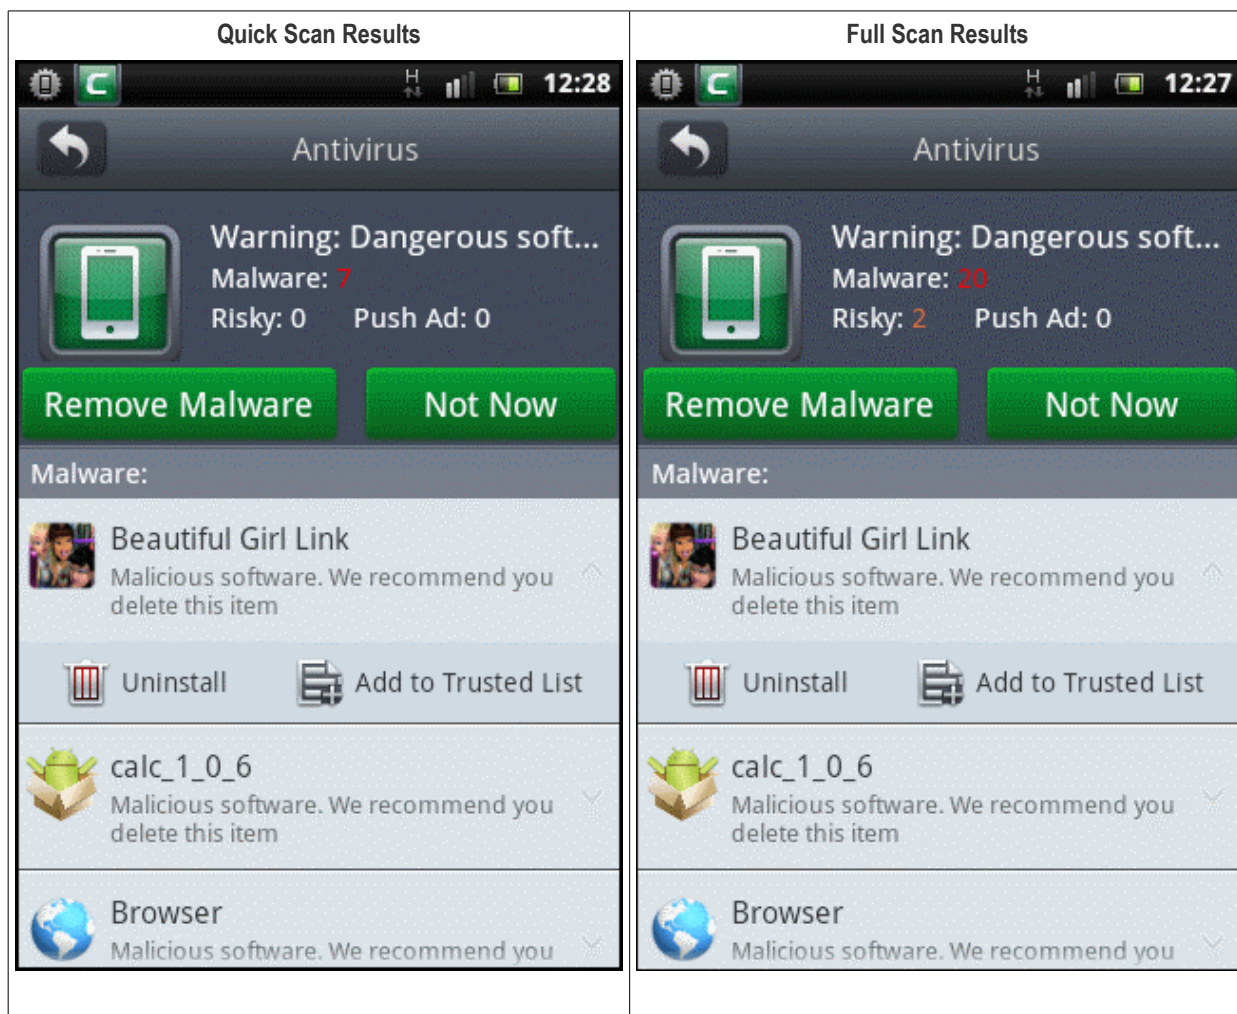 Quick Scan Results
H
12:28
Antivirus
Warning: Dangerous soft...
Malware: 7
Risky: 0 Push Ad: 0
Remove Malware
Not Now
Malware:
Beautiful Girl Link
Malicious software. We recommend you
delete this item
Uninstall
Add to Trusted List
calc_1_0_6
Malicious software. We recommend you
delete this item
Browser
Malicious software. We recommend you
Full Scan Results
H
12:27
Antivirus
Warning: Dangerous soft...
Malware: 20
Risky: 2 Push Ad: 0
Remove Malware
Not Now
Malware:
Beautiful Girl Link
Malicious software. We recommend you
delete this item
Uninstall
Add to Trusted List
calc_1_0_6
Malicious software. We recommend you
delete this item
Browser
Malicious software. We recommend you